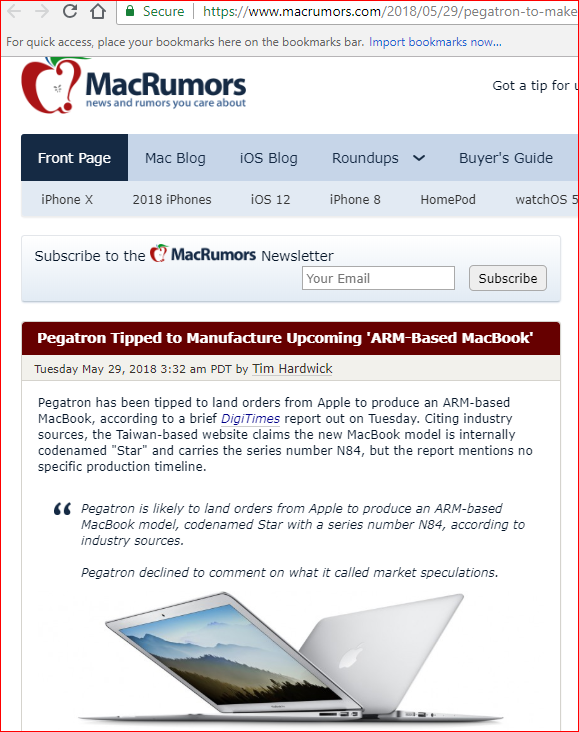 Secure https://www.macrumors.com/2018/05/29/pegatron-to-make
For quick access, place your bookmarks here on the bookmarks bar. Import bookmarks now...
MacRumors
news and rumors you care about
Got a tip for u
Front Page Mac Blog iOS Blog Roundups Buyer's Guide
iPhone X 2018 iPhones iOS 12 iPhone 8 HomePod watchOS 5
Subscribe to the MacRumors Newsletter
Your Email Subscribe
Pegatron Tipped to Manufacture Upcoming 'ARM-Based MacBook'
Tuesday May 29, 2018 3:32 am PDT by Tim Hardwick
Pegatron has been tipped to land orders from Apple to produce an ARM-based
MacBook, according to a brief DigiTimes report out on Tuesday. Citing industry
sources, the Taiwan-based website claims the new MacBook model is internally
codenamed "Star" and carries the series number N84, but the report mentions no
specific production timeline.
“ Pegatron is likely to land orders from Apple to produce an ARM-based
MacBook model, codenamed Star with a series number N84, according to
industry sources.
Pegatron declined to comment on what it called market speculations.